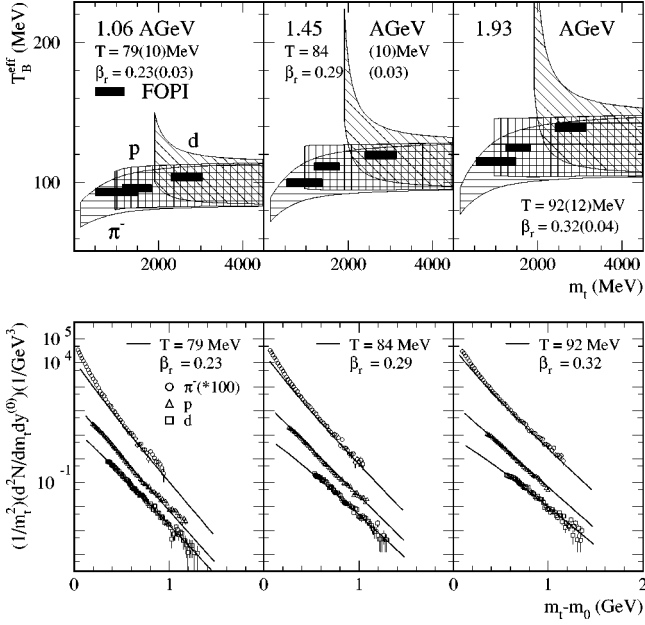 T_B^eff (MeV)
200
100
1.06 AGeV
T = 79(10)MeV
β_r = 0.23(0.03)
FOPI
p
d
π⁻
1.45 AGeV
T = 84 (10)MeV
β_r = 0.29 (0.03)
1.93 AGeV
T = 92(12)MeV
β_r = 0.32(0.04)
2000 4000 2000 4000 2000 4000
m_t (MeV)
(1/m_t²)(d²N/dm_t dy⁽⁰⁾)(1/GeV³)
10⁵
10⁴
10⁻¹
T = 79 MeV
β_r = 0.23
π⁻(*100)
p
d
T = 84 MeV
β_r = 0.29
T = 92 MeV
β_r = 0.32
0 1 0 1 0 1 2
m_t-m_0 (GeV)